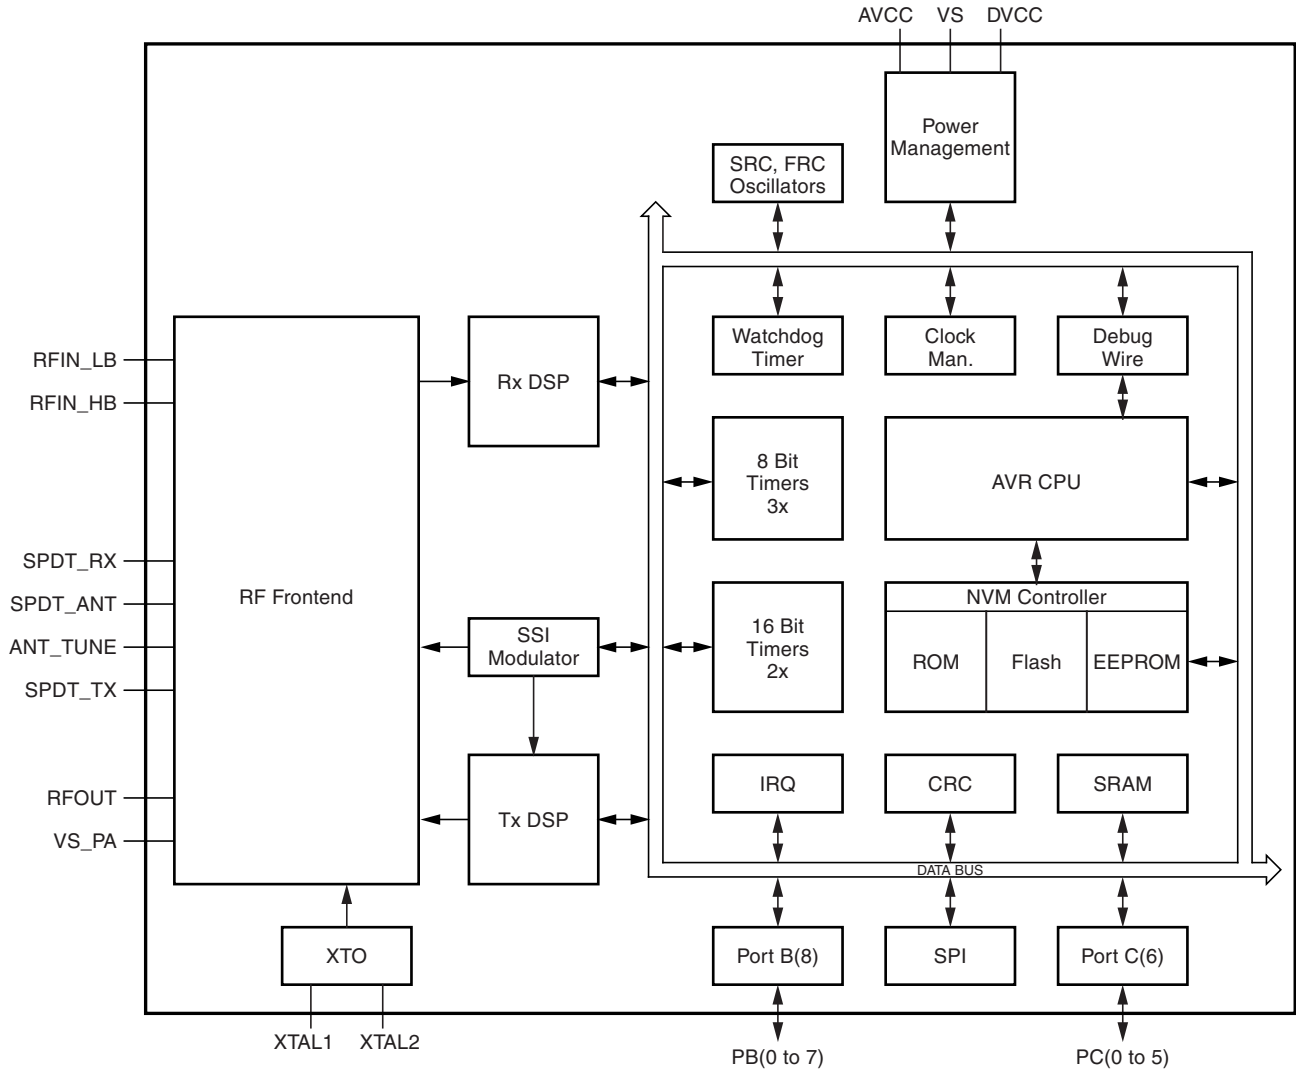 AVCC VS DVCC
Power
Management
SRC, FRC
Oscillators
RFIN_LB
RFIN_HB
Rx DSP
Watchdog
Timer
Clock
Man.
Debug
Wire
8 Bit
Timers
3x
AVR CPU
SPDT_RX
SPDT_ANT
ANT_TUNE
SPDT_TX
RF Frontend
SSI
Modulator
16 Bit
Timers
2x
NVM Controller
ROM
Flash
EEPROM
RFOUT
VS_PA
Tx DSP
IRQ
CRC
SRAM
DATA BUS
XTO
Port B(8)
SPI
Port C(6)
XTAL1
XTAL2
PB(0 to 7)
PC(0 to 5)